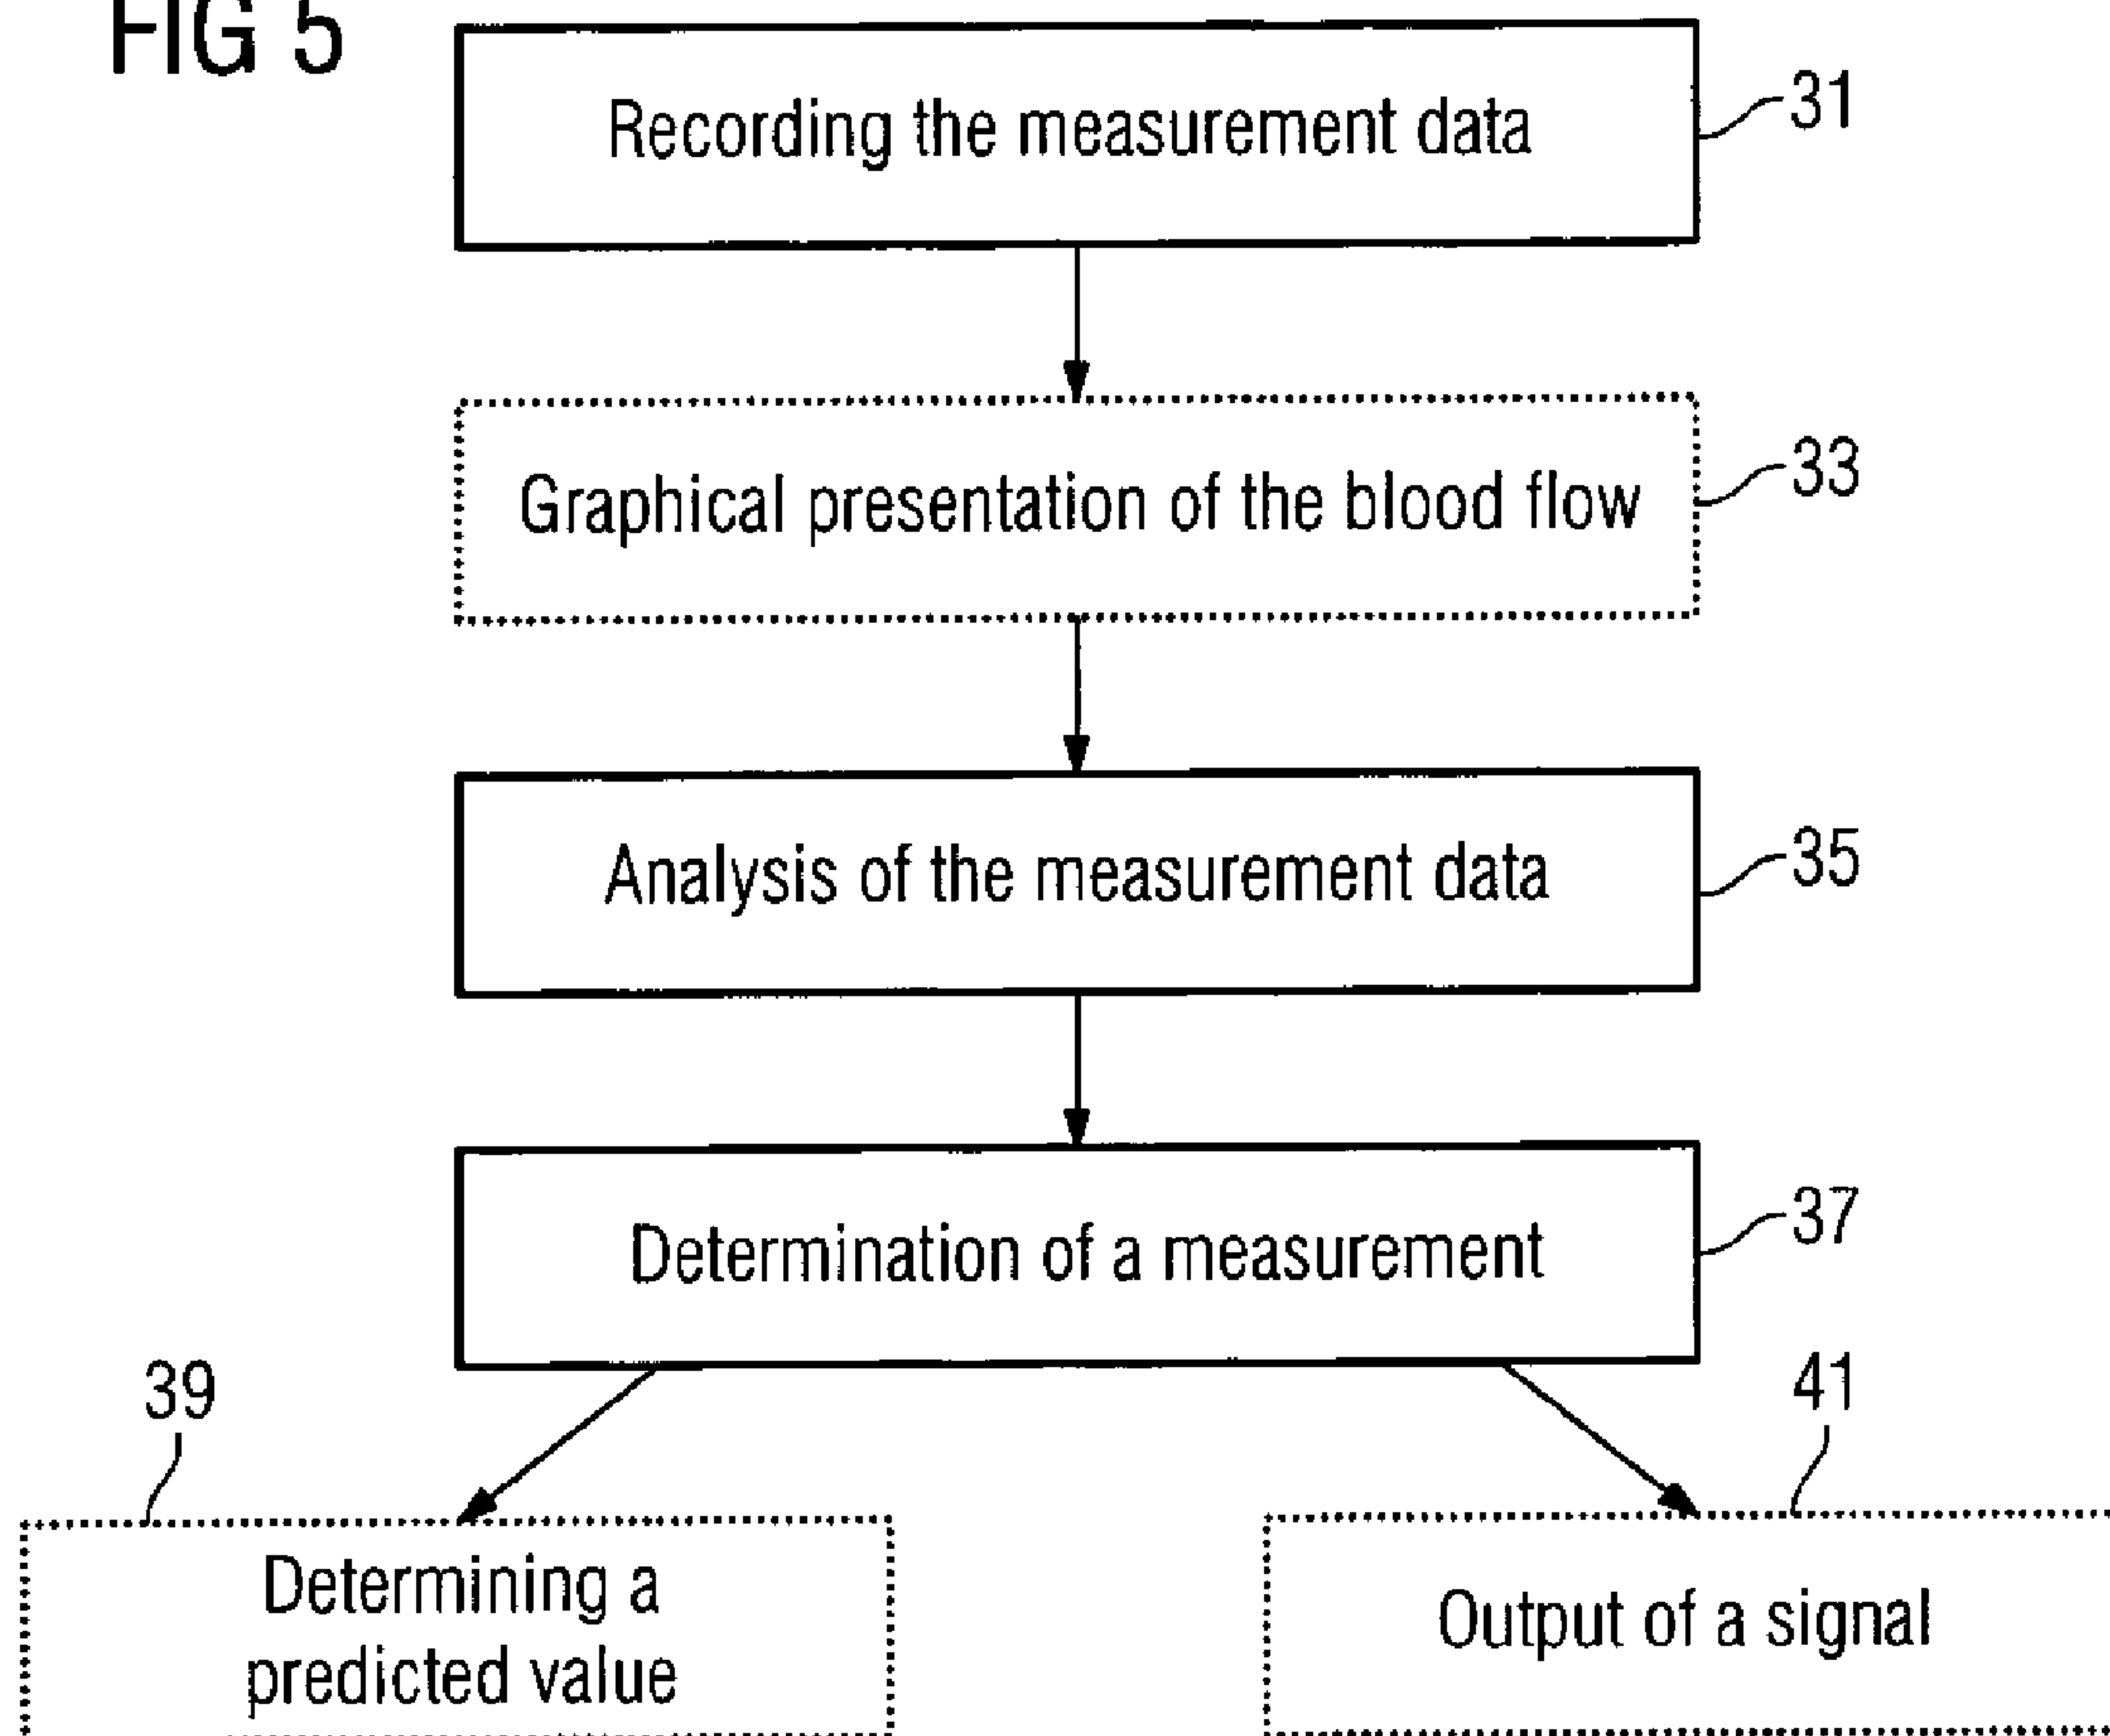 FIG 5
Recording the measurement data
31
Graphical presentation of the blood flow
33
Analysis of the measurement data
35
Determination of a measurement
37
39
41
Determining a
predicted value
Output of a signal